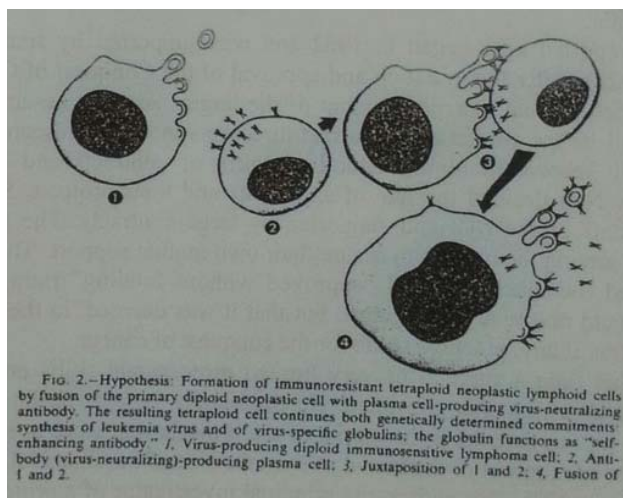 ❶
❷
❸
❹
FIG. 2.—Hypothesis: Formation of immunoresistant tetraploid neoplastic lymphoid cells
by fusion of the primary diploid neoplastic cell with plasma cell-producing virus-neutralizing
antibody. The resulting tetraploid cell continues both genetically determined commitments:
synthesis of leukemia virus and of virus-specific globulins; the globulin functions as "self-
enhancing antibody." 1, Virus-producing diploid immunosensitive lymphoma cell; 2, Anti-
body (virus-neutralizing)-producing plasma cell; 3, Juxtaposition of 1 and 2; 4, Fusion of
1 and 2.